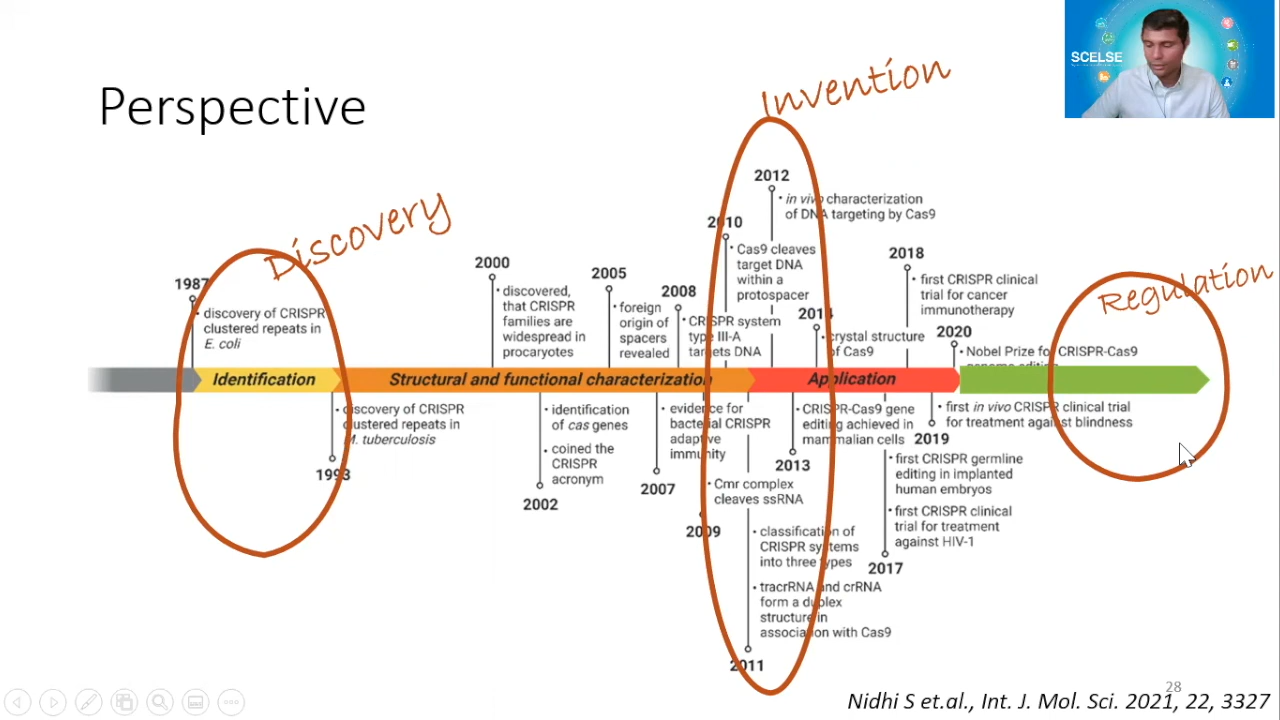 Perspective
SCELSE
Invention
Discovery
Regulation
1987
• discovery of CRISPR
clustered repeats in
E. coli
2000
• discovered,
that CRISPR
families are
widespread in
procaryotes
2005
• foreign
origin of
spacers
revealed
2008
• CRISPR system
type III-A
targets DNA
2010
• Cas9 cleaves
target DNA
within a
protospacer
2012
• in vivo characterization
of DNA targeting by Cas9
2014
• crystal structure
of Cas9
2018
• first CRISPR clinical
trial for cancer
immunotherapy
2020
• Nobel Prize for CRISPR-Cas9
genome editing
Identification
Structural and functional characterization
Application
• discovery of CRISPR
clustered repeats in
M. tuberculosis
1993
• identification
of cas genes
• coined the
CRISPR
acronym
2002
• evidence for
bacterial CRISPR
adaptive
immunity
2007
• Cmr complex
cleaves ssRNA
2009
• classification of
CRISPR systems
into three types
• tracrRNA and crRNA
form a duplex
structure in
association with Cas9
2011
• CRISPR-Cas9 gene
editing achieved in
mammalian cells
2013
• first CRISPR germline
editing in implanted
human embryos
• first CRISPR clinical
trial for treatment
against HIV-1
2017
• first in vivo CRISPR clinical trial
for treatment against blindness
2019
28
Nidhi S et.al., Int. J. Mol. Sci. 2021, 22, 3327